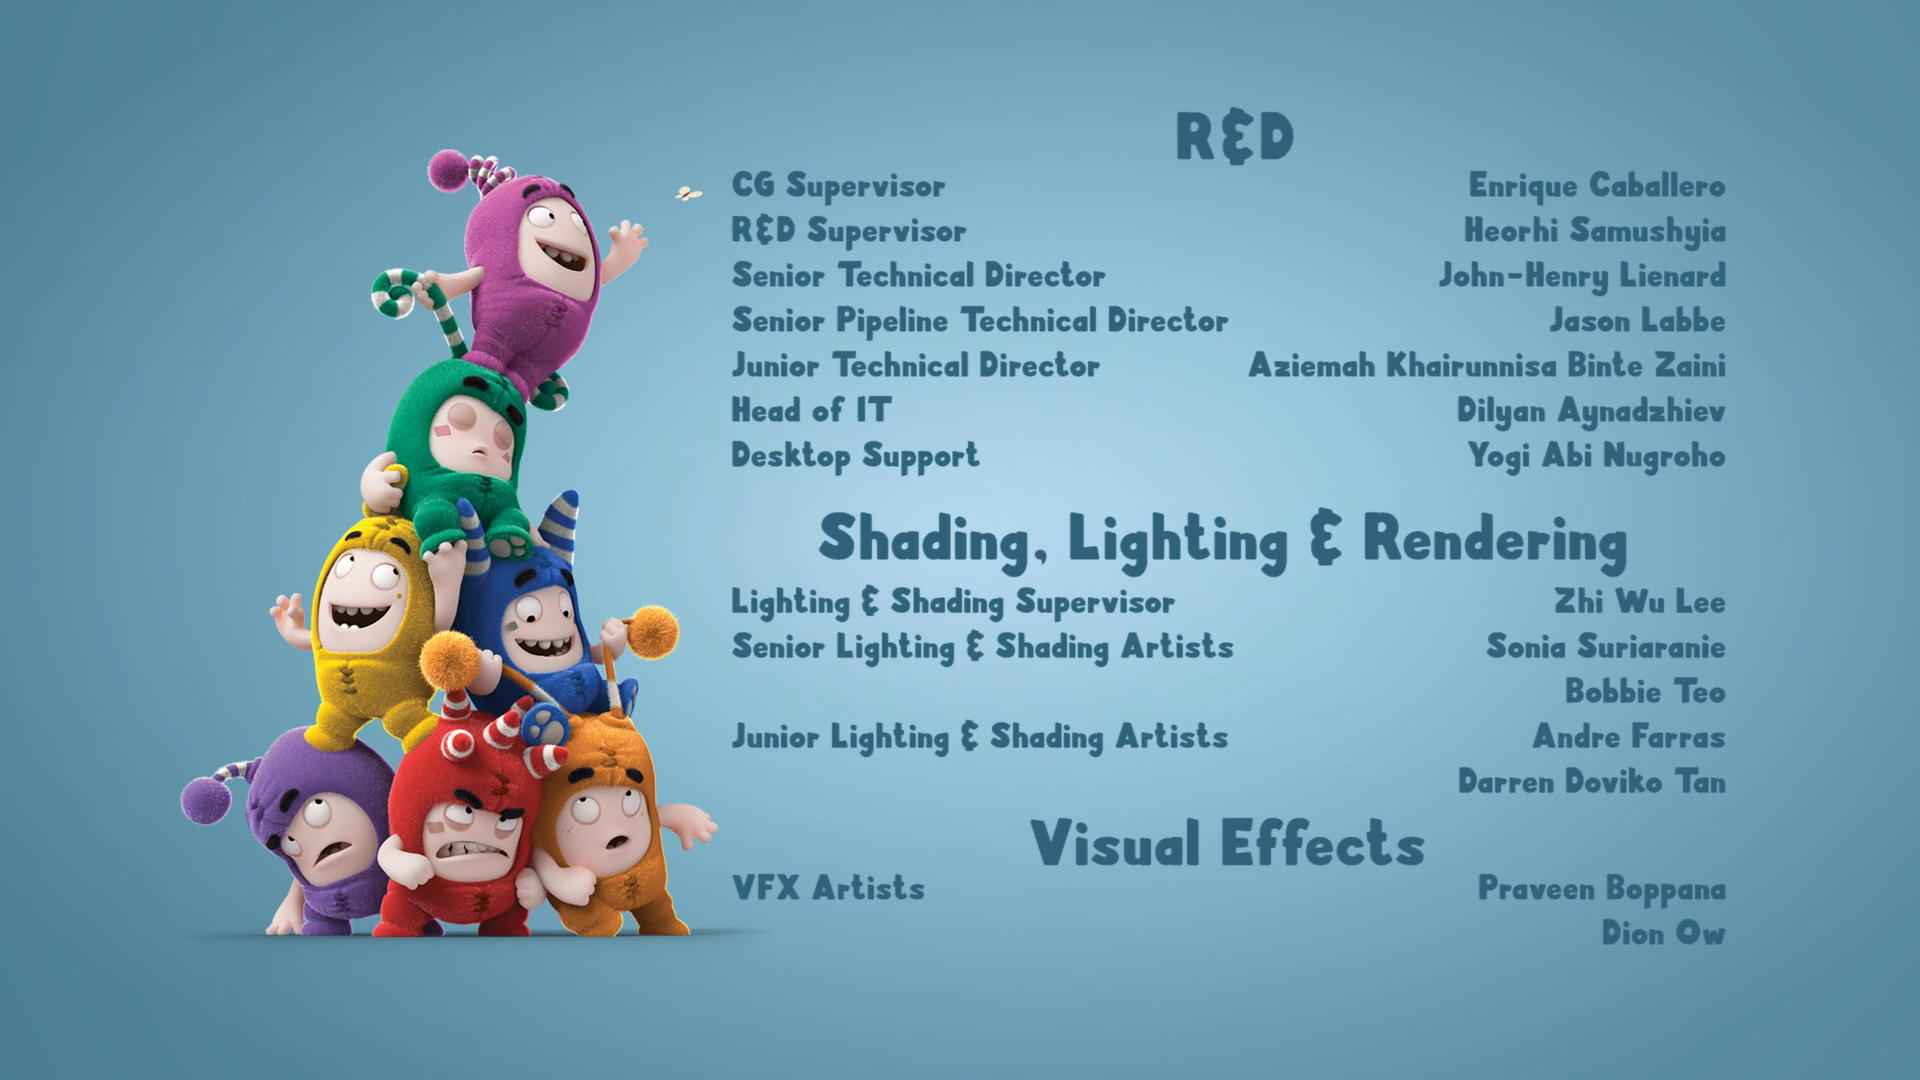 R&D
CG Supervisor Enrique Caballero
R&D Supervisor Heorhi Samushyia
Senior Technical Director John-Henry Lienard
Senior Pipeline Technical Director Jason Labbe
Junior Technical Director Aziemah Khairunnisa Binte Zaini
Head of IT Dilyan Aynadzhiev
Desktop Support Yogi Abi Nugroho
Shading, Lighting & Rendering
Lighting & Shading Supervisor Zhi Wu Lee
Senior Lighting & Shading Artists Sonia Suriaranie
Bobbie Teo
Junior Lighting & Shading Artists Andre Farras
Darren Doviko Tan
Visual Effects
VFX Artists Praveen Boppana
Dion Ow